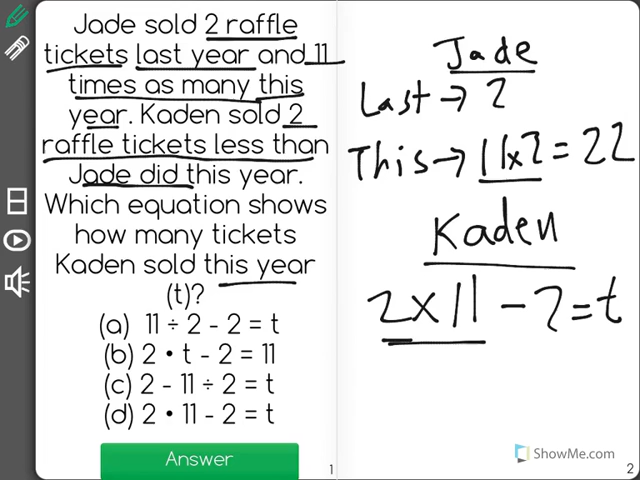 Jade sold 2 raffle
tickets last year and 11
times as many this
year. Kaden sold 2
raffle tickets less than
Jade did this year.
Which equation shows
how many tickets
Kaden sold this year
(t)?
(a) 11 ÷ 2 - 2 = t
(b) 2 • t - 2 = 11
(c) 2 - 11 ÷ 2 = t
(d) 2 • 11 - 2 = t
Answer
1
Jade
Last → 2
This → 11x2 = 22
Kaden
2x11 - 2 = t
ShowMe.com
2